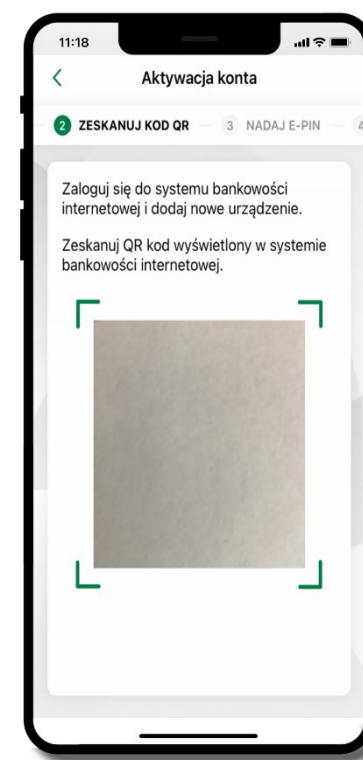 11:18
Aktywacja konta
2 ZESKANUJ KOD QR 3 NADAJ E-PIN 4
Zaloguj się do systemu bankowości
internetowej i dodaj nowe urządzenie.
Zeskanuj QR kod wyświetlony w systemie
bankowości internetowej.